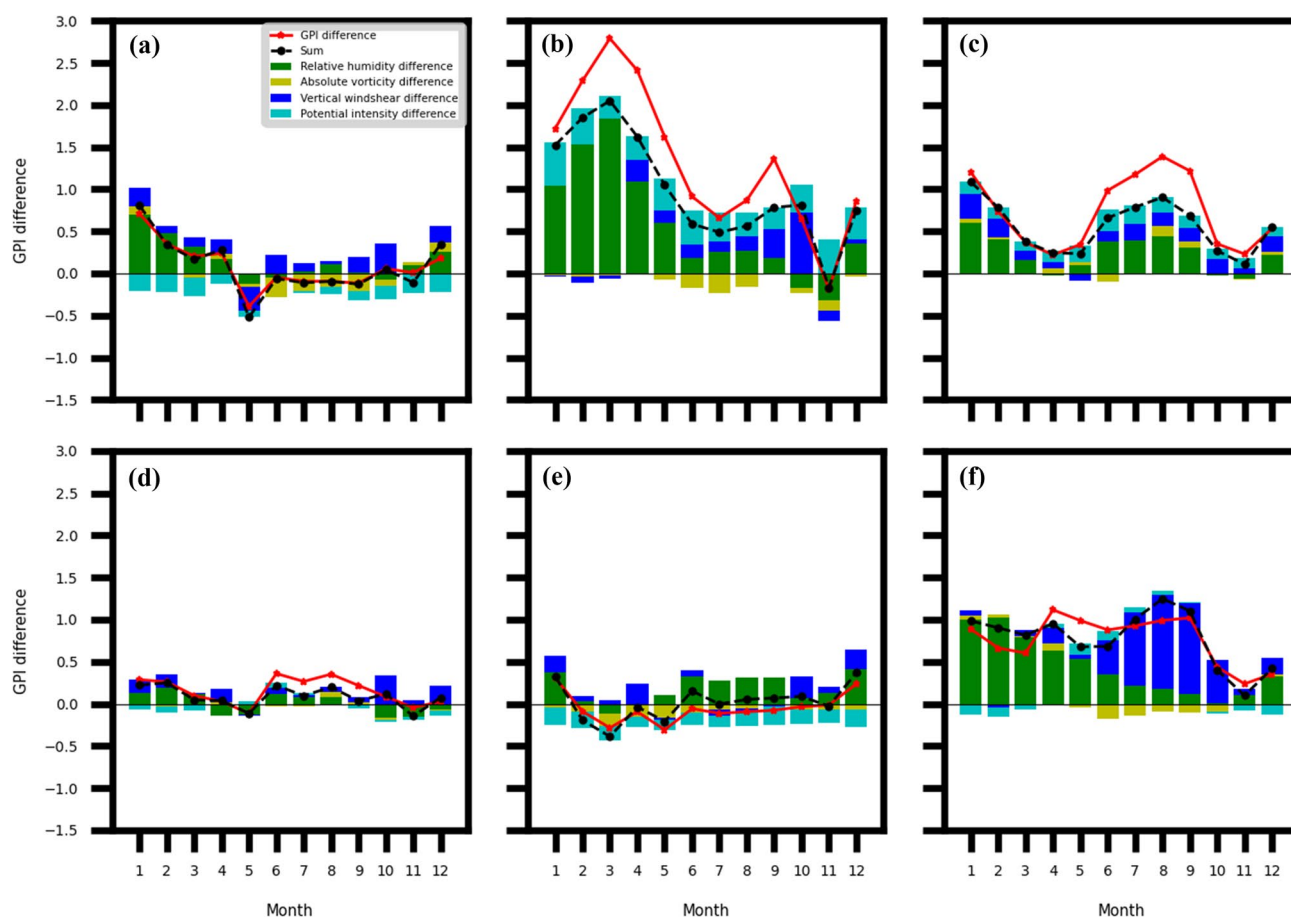 (a)
GPI difference
Sum
Relative humidity difference
Absolute vorticity difference
Vertical windshear difference
Potential intensity difference
(b)
(c)
GPI difference
3.0
2.5
2.0
1.5
1.0
0.5
0.0
−0.5
−1.0
−1.5
(d)
(e)
(f)
GPI difference
3.0
2.5
2.0
1.5
1.0
0.5
0.0
−0.5
−1.0
−1.5
1 2 3 4 5 6 7 8 9 10 11 12
1 2 3 4 5 6 7 8 9 10 11 12
1 2 3 4 5 6 7 8 9 10 11 12
Month
Month
Month